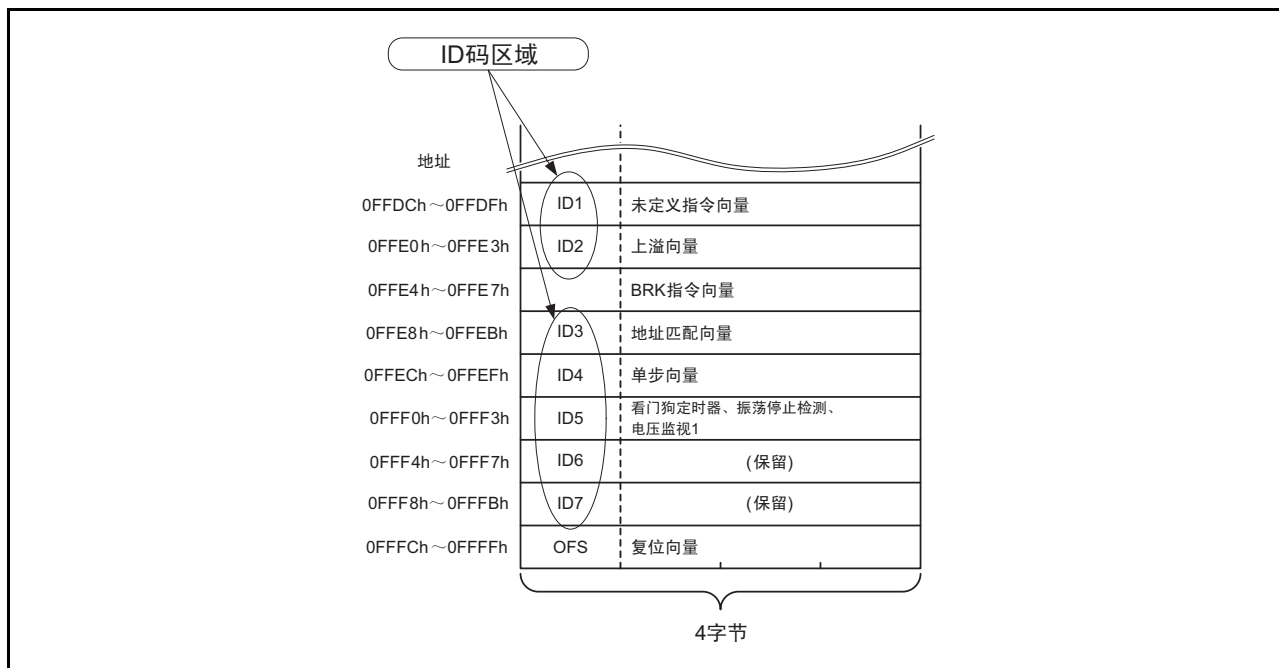 ID码区域
地址
0FFDCh～0FFDFh ID1 未定义指令向量
0FFE0h～0FFE3h ID2 上溢向量
0FFE4h～0FFE7h BRK指令向量
0FFE8h～0FFEBh ID3 地址匹配向量
0FFECh～0FFEFh ID4 单步向量
0FFF0h～0FFF3h ID5 看门狗定时器、振荡停止检测、
电压监视1
0FFF4h～0FFF7h ID6 (保留)
0FFF8h～0FFFBh ID7 (保留)
0FFFCh～0FFFFh OFS 复位向量
4字节